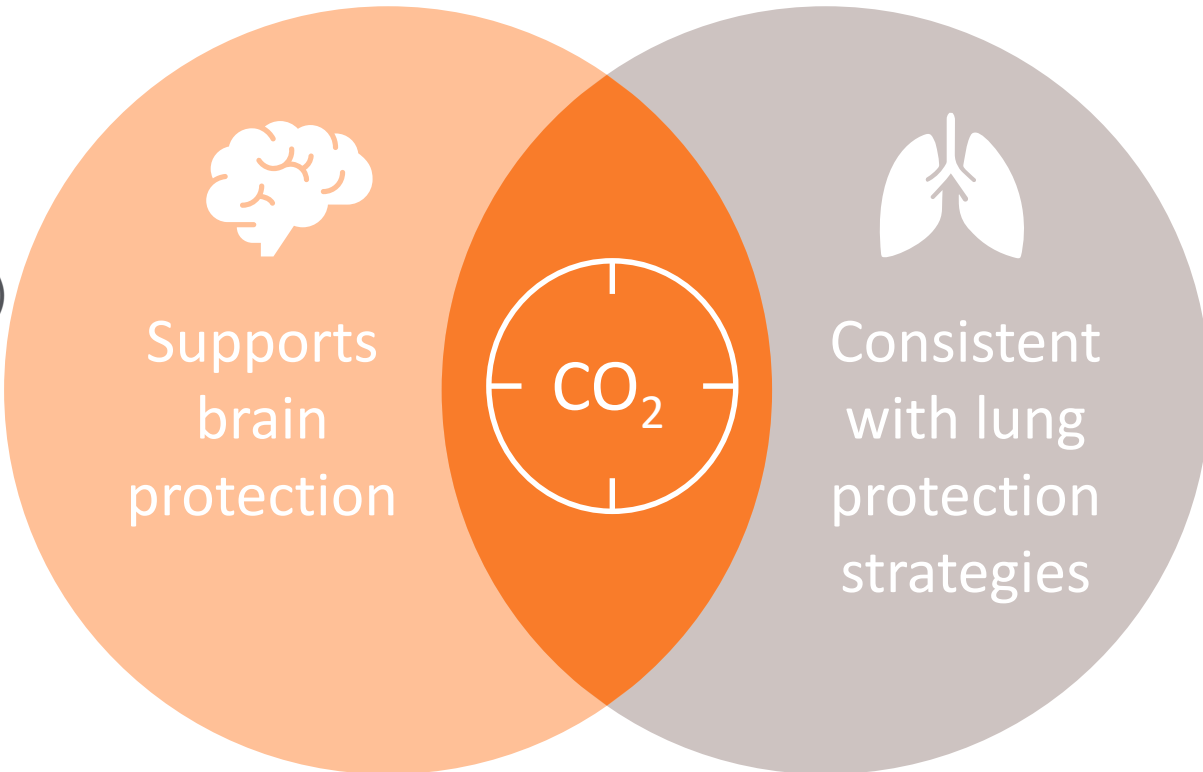 Supports
brain
protection
CO₂
Consistent
with lung
protection
strategies